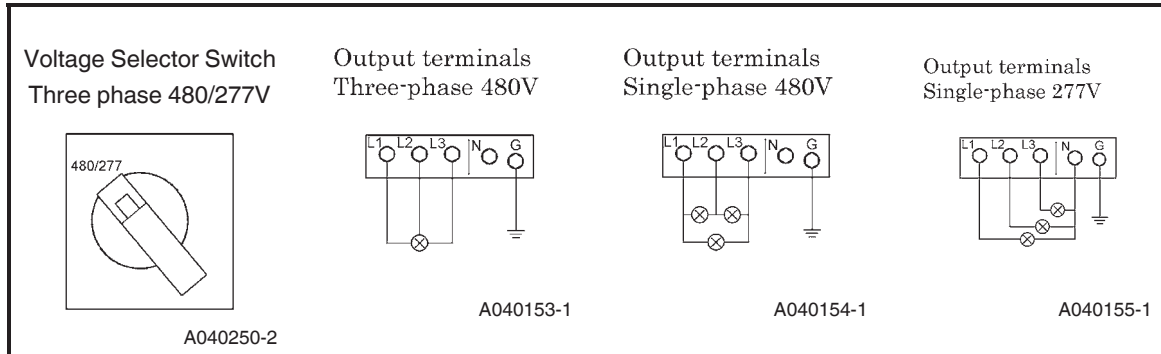 Voltage Selector Switch
Three phase 480/277V
480/277
A040250-2
Output terminals
Three-phase 480V
L1 L2 L3 N G
A040153-1
Output terminals
Single-phase 480V
L1 L2 L3 N G
A040154-1
Output terminals
Single-phase 277V
L1 L2 L3 N G
A040155-1